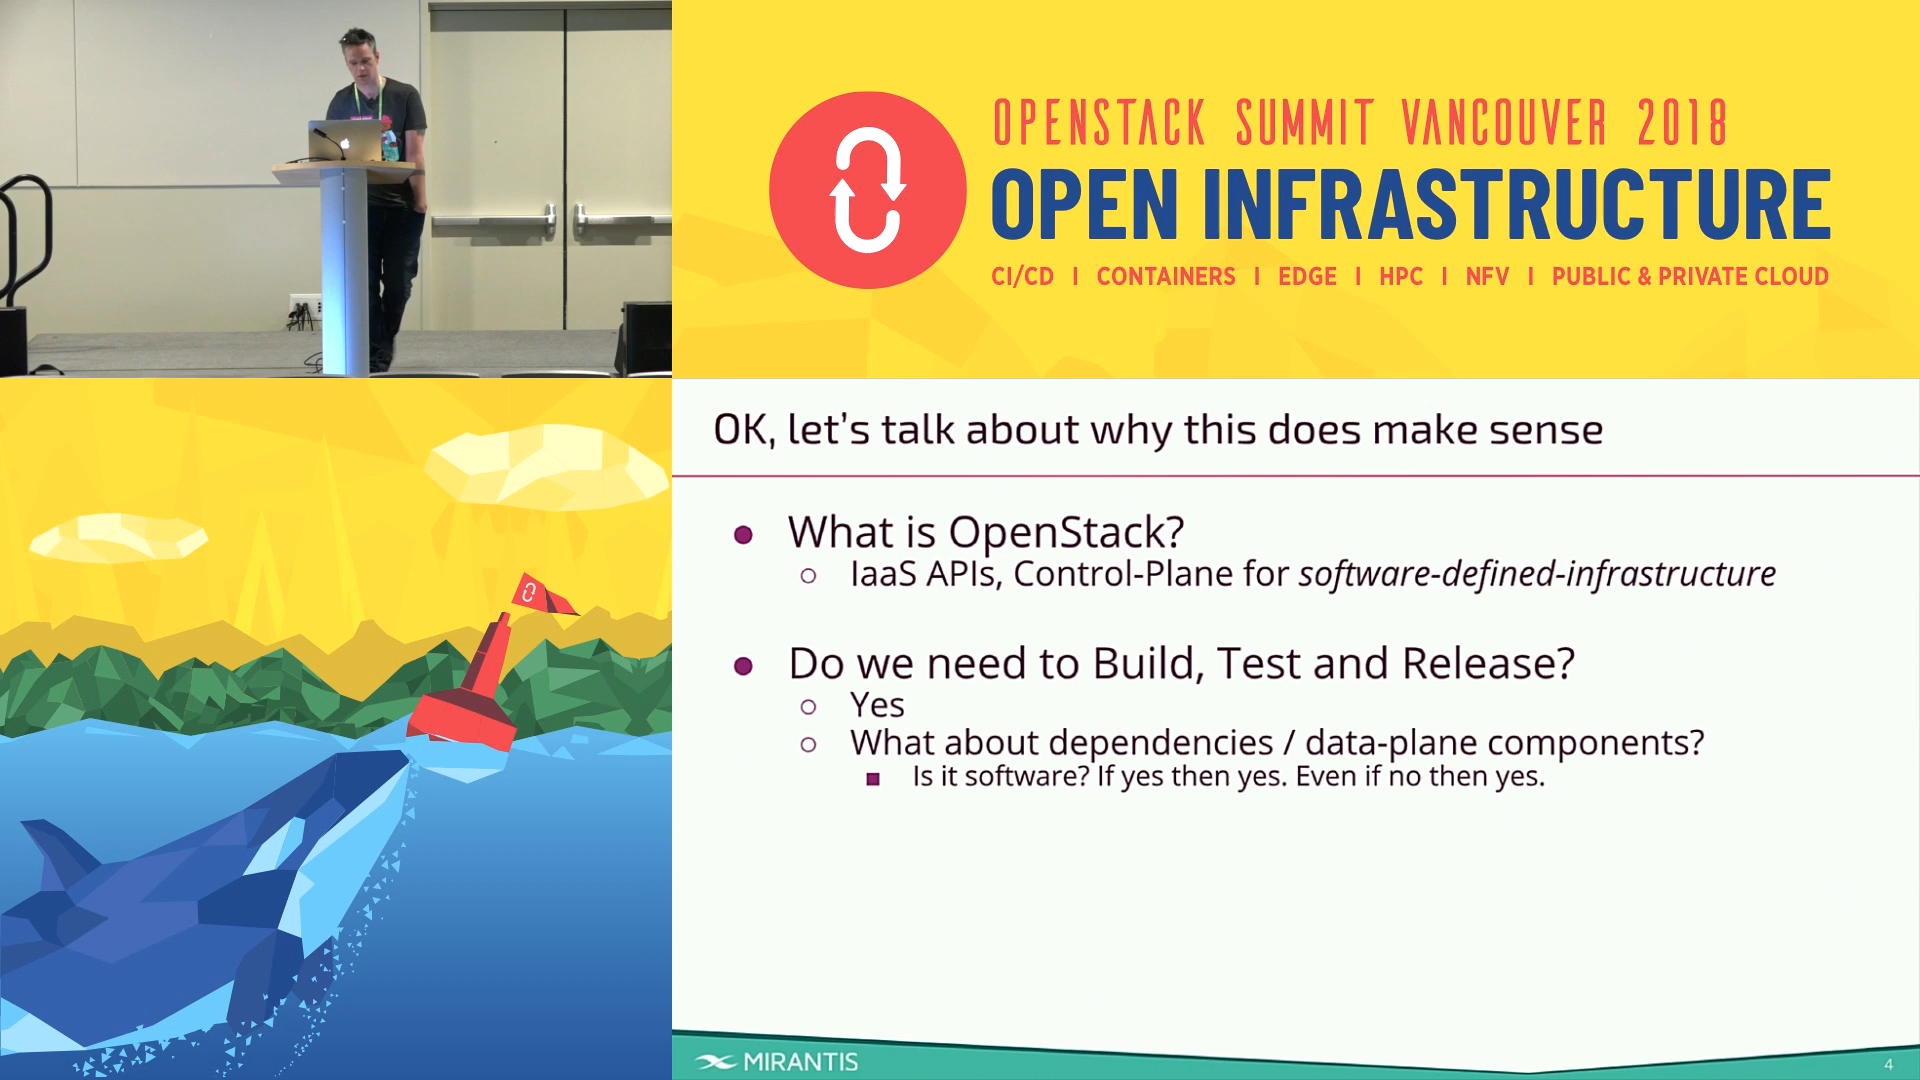 OPENSTACK SUMMIT VANCOUVER 2018
OPEN INFRASTRUCTURE
CI/CD | CONTAINERS | EDGE | HPC | NFV | PUBLIC & PRIVATE CLOUD
OK, let's talk about why this does make sense
● What is OpenStack?
○ IaaS APIs, Control-Plane for software-defined-infrastructure
● Do we need to Build, Test and Release?
○ Yes
○ What about dependencies / data-plane components?
■ Is it software? If yes then yes. Even if no then yes.
MIRANTIS
4